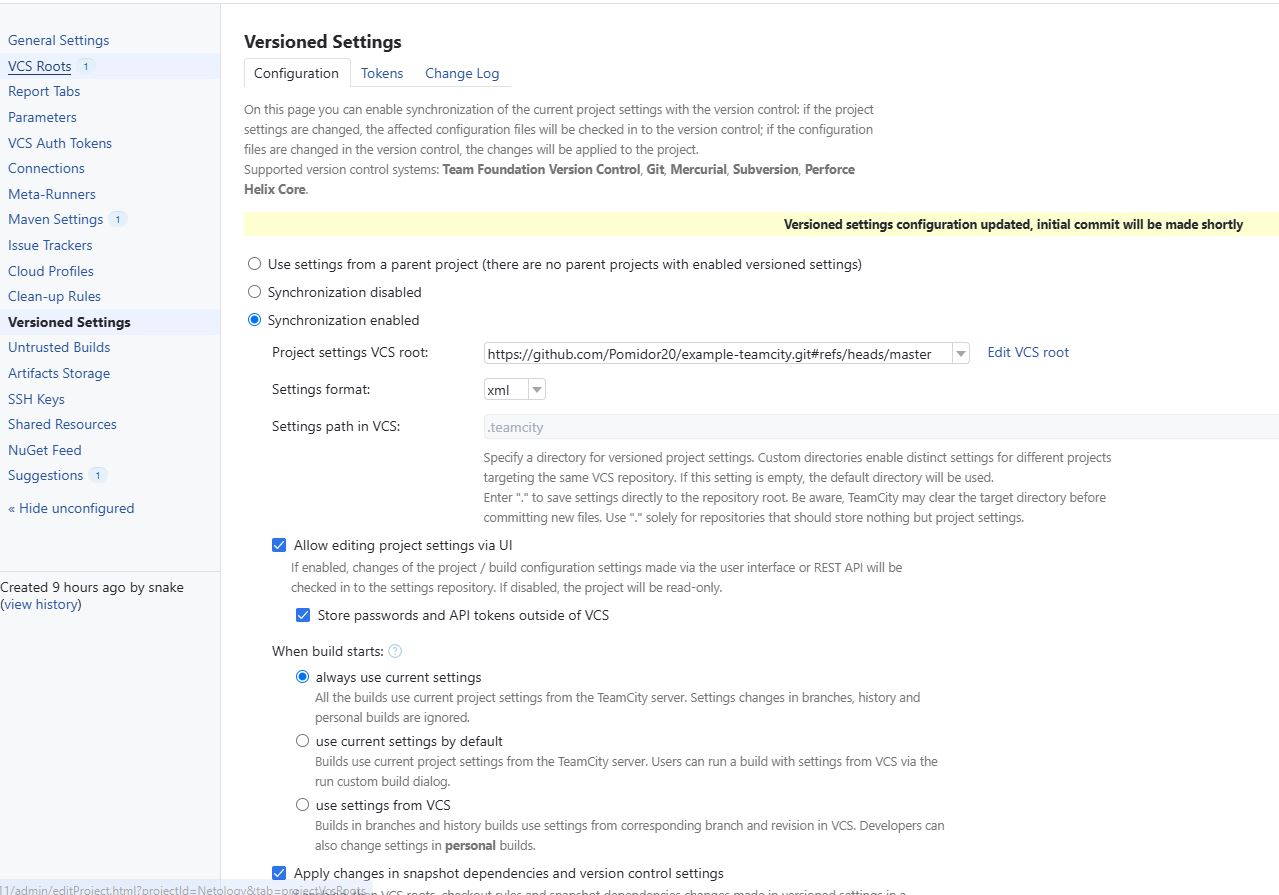 General Settings
VCS Roots 1
Report Tabs
Parameters
VCS Auth Tokens
Connections
Meta-Runners
Maven Settings 1
Issue Trackers
Cloud Profiles
Clean-up Rules
Versioned Settings
Untrusted Builds
Artifacts Storage
SSH Keys
Shared Resources
NuGet Feed
Suggestions 1
« Hide unconfigured
Created 9 hours ago by snake
(view history)
Versioned Settings
Configuration Tokens Change Log
On this page you can enable synchronization of the current project settings with the version control: if the project
settings are changed, the affected configuration files will be checked in to the version control; if the configuration
files are changed in the version control, the changes will be applied to the project.
Supported version control systems: Team Foundation Version Control, Git, Mercurial, Subversion, Perforce
Helix Core.
Versioned settings configuration updated, initial commit will be made shortly
Use settings from a parent project (there are no parent projects with enabled versioned settings)
Synchronization disabled
Synchronization enabled
Project settings VCS root: https://github.com/Pomidor20/example-teamcity.git#refs/heads/master Edit VCS root
Settings format: xml
Settings path in VCS: .teamcity
Specify a directory for versioned project settings. Custom directories enable distinct settings for different projects
targeting the same VCS repository. If this setting is empty, the default directory will be used.
Enter "." to save settings directly to the repository root. Be aware, TeamCity may clear the target directory before
committing new files. Use "." solely for repositories that should store nothing but project settings.
Allow editing project settings via UI
If enabled, changes of the project / build configuration settings made via the user interface or REST API will be
checked in to the settings repository. If disabled, the project will be read-only.
Store passwords and API tokens outside of VCS
When build starts: ?
always use current settings
All the builds use current project settings from the TeamCity server. Settings changes in branches, history and
personal builds are ignored.
use current settings by default
Builds use current project settings from the TeamCity server. Users can run a build with settings from VCS via the
run custom build dialog.
use settings from VCS
Builds in branches and history builds use settings from corresponding branch and revision in VCS. Developers can
also change settings in personal builds.
Apply changes in snapshot dependencies and version control settings
VCS roots, checkout rules and snapshot dependencies changes made in versioned settings in a
11/admin/editProject.html?projectId=Netology&tab=projectVcsRoots